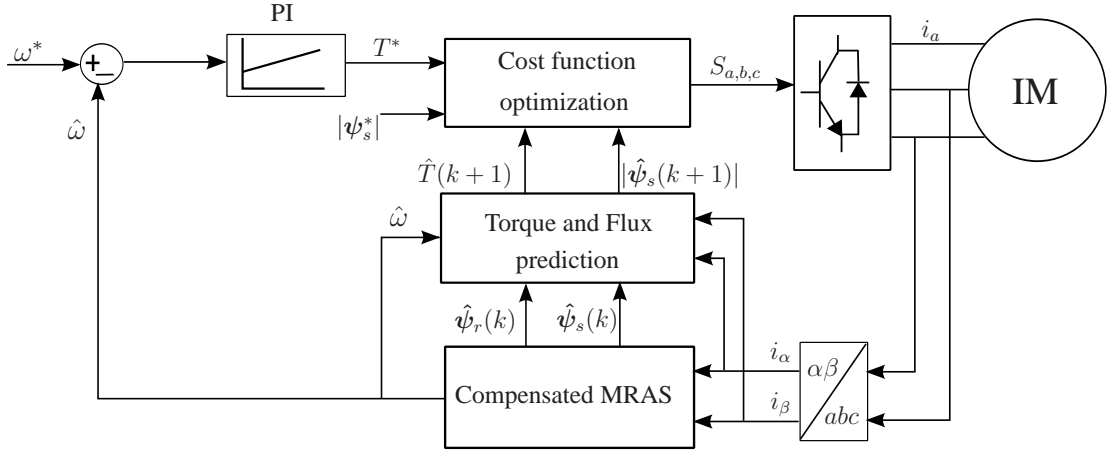 PI
ω*
+
−
T*
Cost function
optimization
S_{a,b,c}
i_a
IM
|ψ_s^*|
ω̂
T̂(k+1)
|ψ̂_s(k+1)|
ω̂
Torque and Flux
prediction
ψ̂_r(k)
ψ̂_s(k)
Compensated MRAS
i_α
i_β
αβ
abc